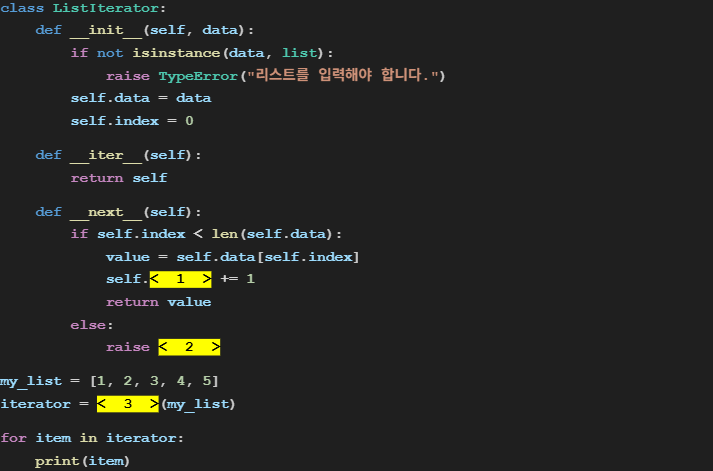 class ListIterator:
    def __init__(self, data):
        if not isinstance(data, list):
            raise TypeError("리스트를 입력해야 합니다.")
        self.data = data
        self.index = 0
    def __iter__(self):
        return self
    def __next__(self):
        if self.index < len(self.data):
            value = self.data[self.index]
            self.<  1  > += 1
            return value
        else:
            raise <  2  >
my_list = [1, 2, 3, 4, 5]
iterator = <  3  >(my_list)
for item in iterator:
    print(item)